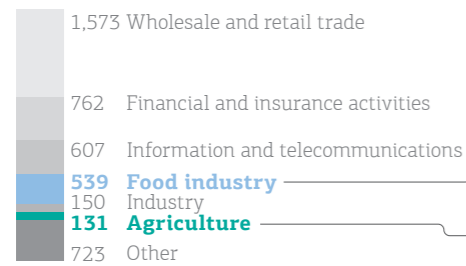 1,573 Wholesale and retail trade
762 Financial and insurance activities
607 Information and telecommunications
539 Food industry
150 Industry
131 Agriculture
723 Other